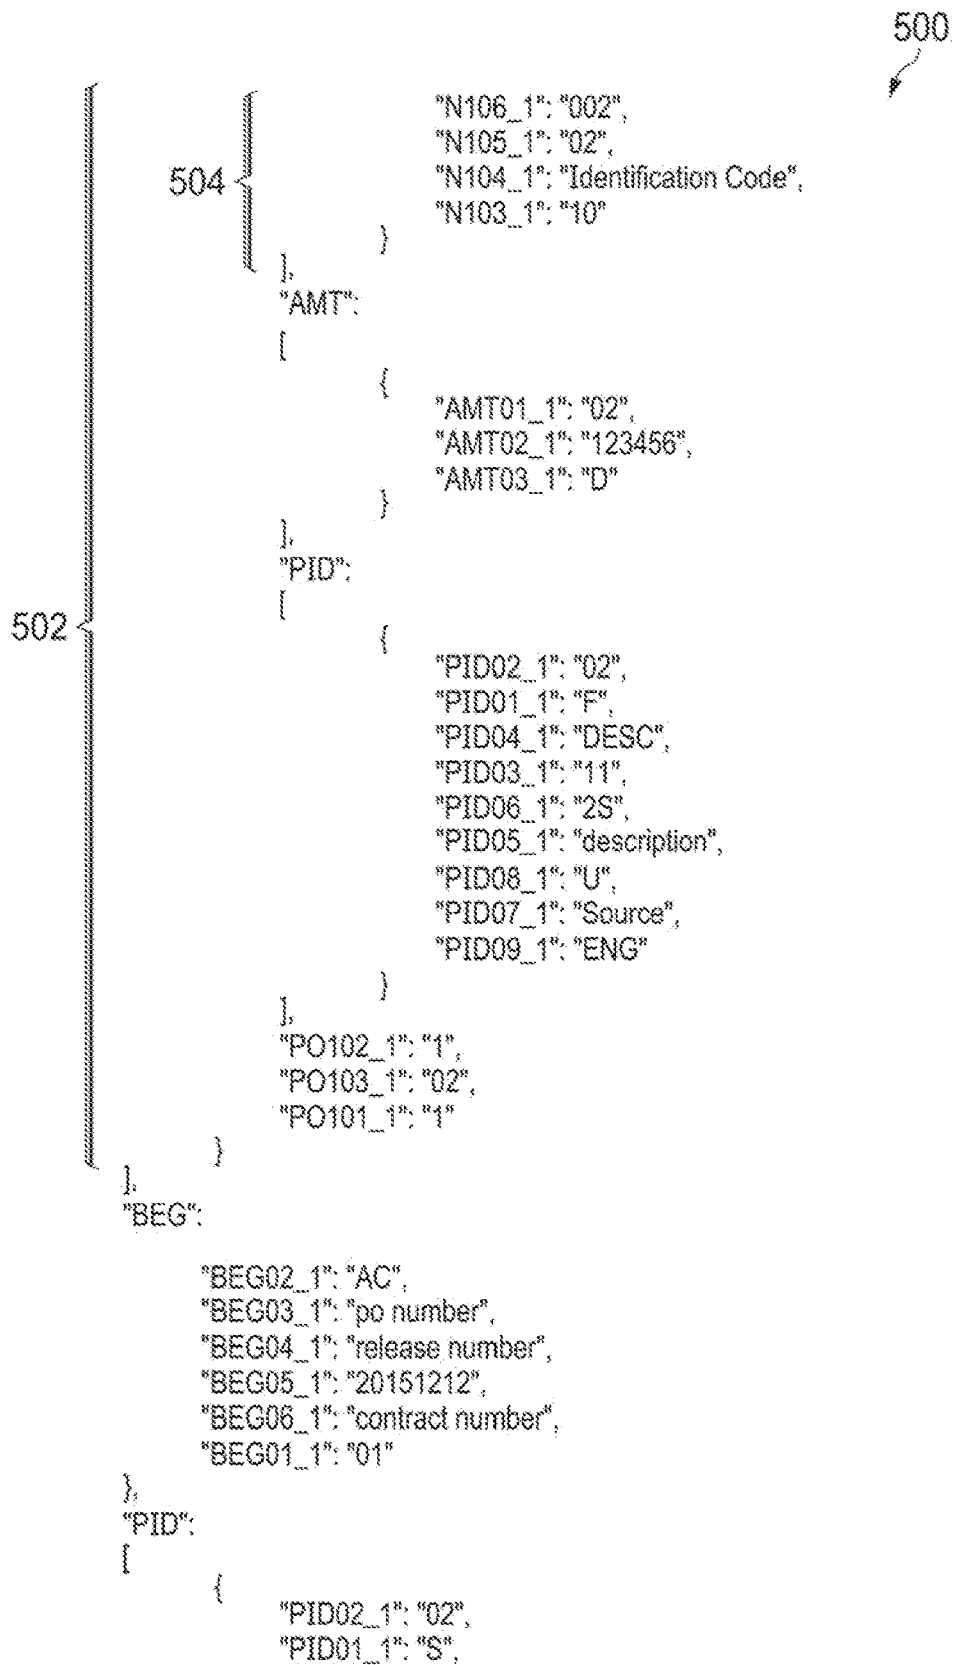 500
"N106_1": "002",
"N105_1": "02",
504
"N104_1": "Identification Code",
"N103_1": "10"
}
],
"AMT":
[
{
"AMT01_1": "02",
"AMT02_1": "123456",
"AMT03_1": "D"
}
],
"PID":
[
502
{
"PID02_1": "02",
"PID01_1": "F",
"PID04_1": "DESC",
"PID03_1": "11",
"PID06_1": "2S",
"PID05_1": "description",
"PID08_1": "U",
"PID07_1": "Source",
"PID09_1": "ENG"
}
],
"PO102_1": "1",
"PO103_1": "02",
"PO101_1": "1"
}
],
"BEG":
"BEG02_1": "AC",
"BEG03_1": "po number",
"BEG04_1": "release number",
"BEG05_1": "20151212",
"BEG06_1": "contract number",
"BEG01_1": "01"
},
"PID":
[
{
"PID02_1": "02",
"PID01_1": "S",